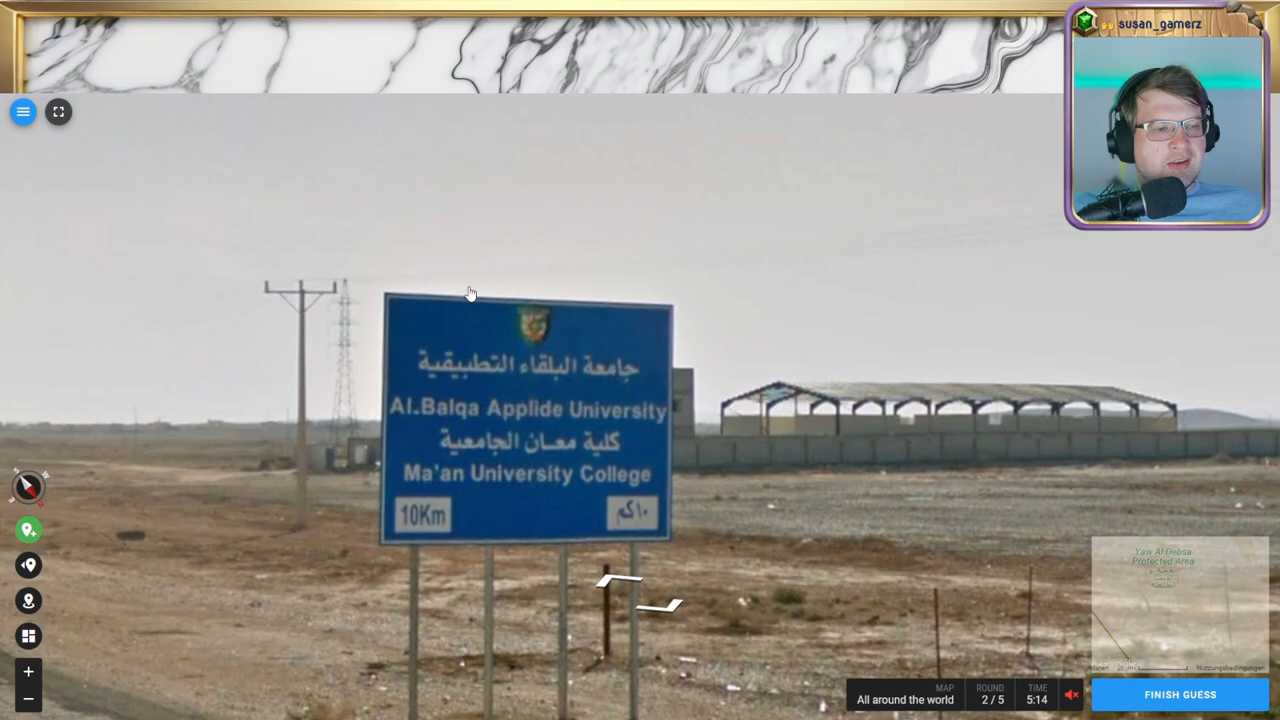 susan_gamerz
جامعة البلقاء التطبيقية
Al.Balqa Applide University
كلية معان الجامعية
Ma'an University College
10Km
١٠كم
Yaw Al Debsa
Protected Area
MAP
All around the world
ROUND
2 / 5
TIME
5:14
Nutzungsbedingungen
FINISH GUESS